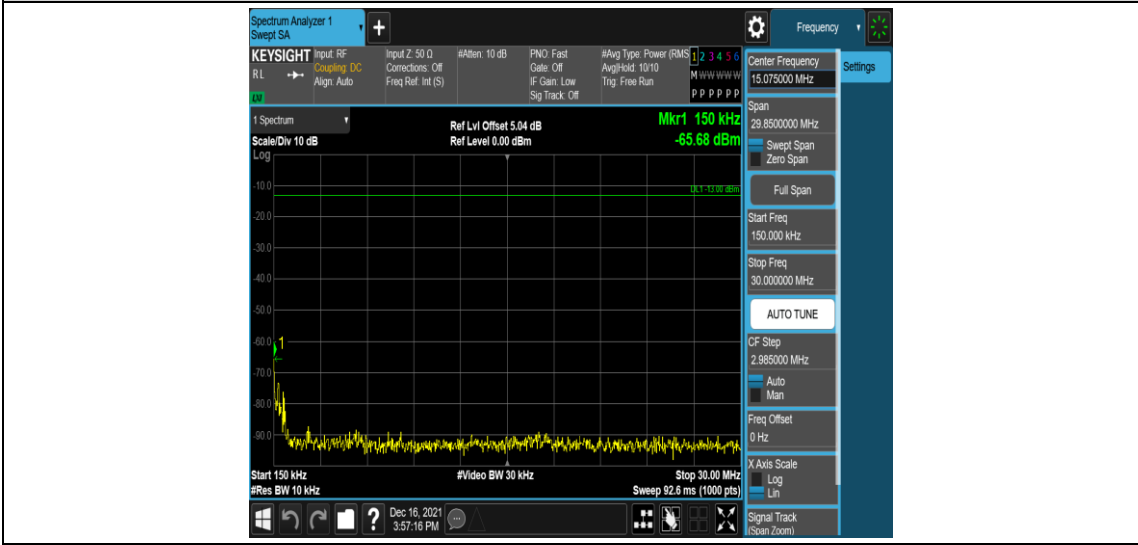 Spectrum Analyzer 1
Swept SA
+
Frequency
KEYSIGHT
RL
LM
Input: RF
Coupling: DC
Align: Auto
Input Z: 50 Ω
Corrections: Off
Freq Ref: Int (S)
#Atten: 10 dB
PNO: Fast
Gate: Off
IF Gain: Low
Sig Track: Off
#Avg Type: Power (RMS
Avg|Hold: 10/10
Trig: Free Run
1 2 3 4 5 6
M W W W W W
P P P P P P
1 Spectrum
Scale/Div 10 dB
Log
Ref Lvl Offset 5.04 dB
Ref Level 0.00 dBm
Mkr1 150 kHz
-65.68 dBm
DL1 -13.00 dBm
-10.0
-20.0
-30.0
-40.0
-50.0
-60.0
1
-70.0
-80.0
-90.0
Start 150 kHz
#Res BW 10 kHz
#Video BW 30 kHz
Stop 30.00 MHz
Sweep 92.6 ms (1000 pts)
?
Dec 16, 2021
3:57:16 PM
Center Frequency
15.075000 MHz
Settings
Span
29.8500000 MHz
Swept Span
Zero Span
Full Span
Start Freq
150.000 kHz
Stop Freq
30.000000 MHz
AUTO TUNE
CF Step
2.985000 MHz
Auto
Man
Freq Offset
0 Hz
X Axis Scale
Log
Lin
Signal Track
(Span Zoom)